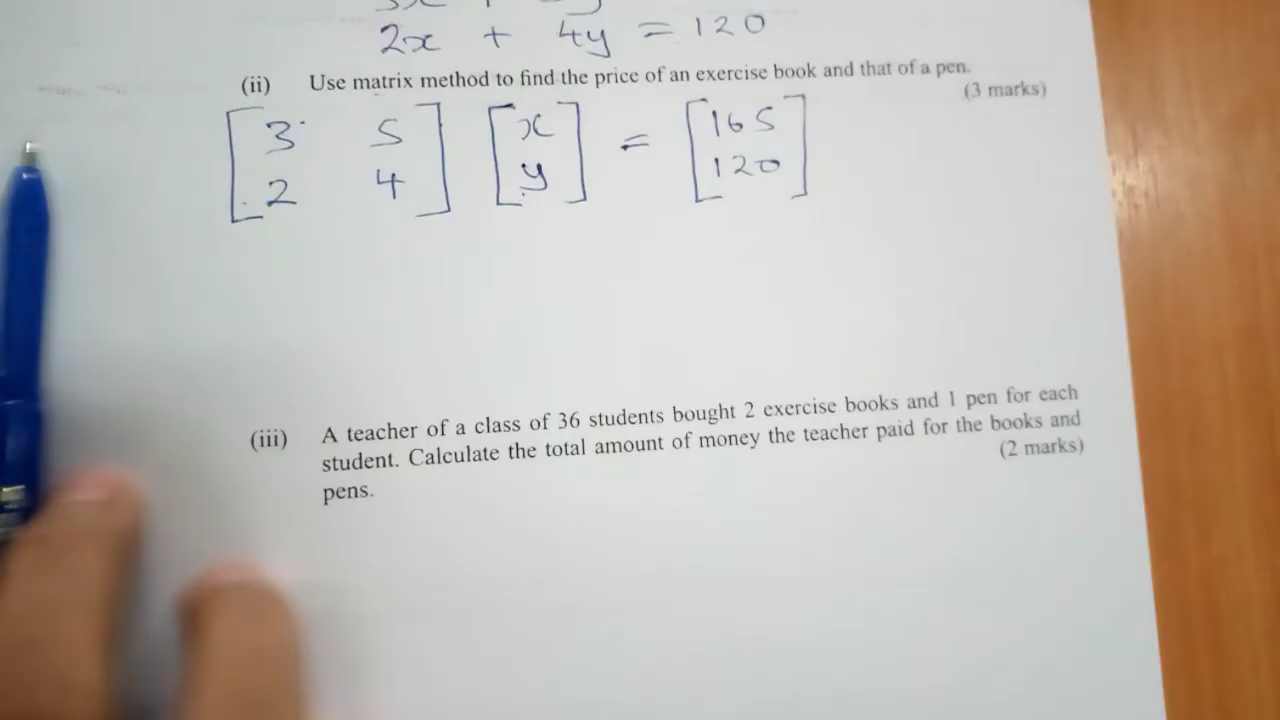 2x + 4y = 120
(ii) Use matrix method to find the price of an exercise book and that of a pen.
(3 marks)
[3 5] [x] = [165]
[2 4] [y] [120]
(iii) A teacher of a class of 36 students bought 2 exercise books and 1 pen for each
student. Calculate the total amount of money the teacher paid for the books and
pens.
(2 marks)